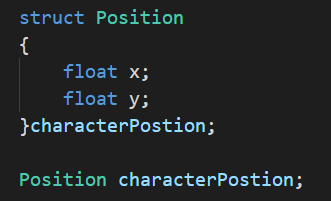 struct Position
{
    float x;
    float y;
}characterPostion;

Position characterPostion;